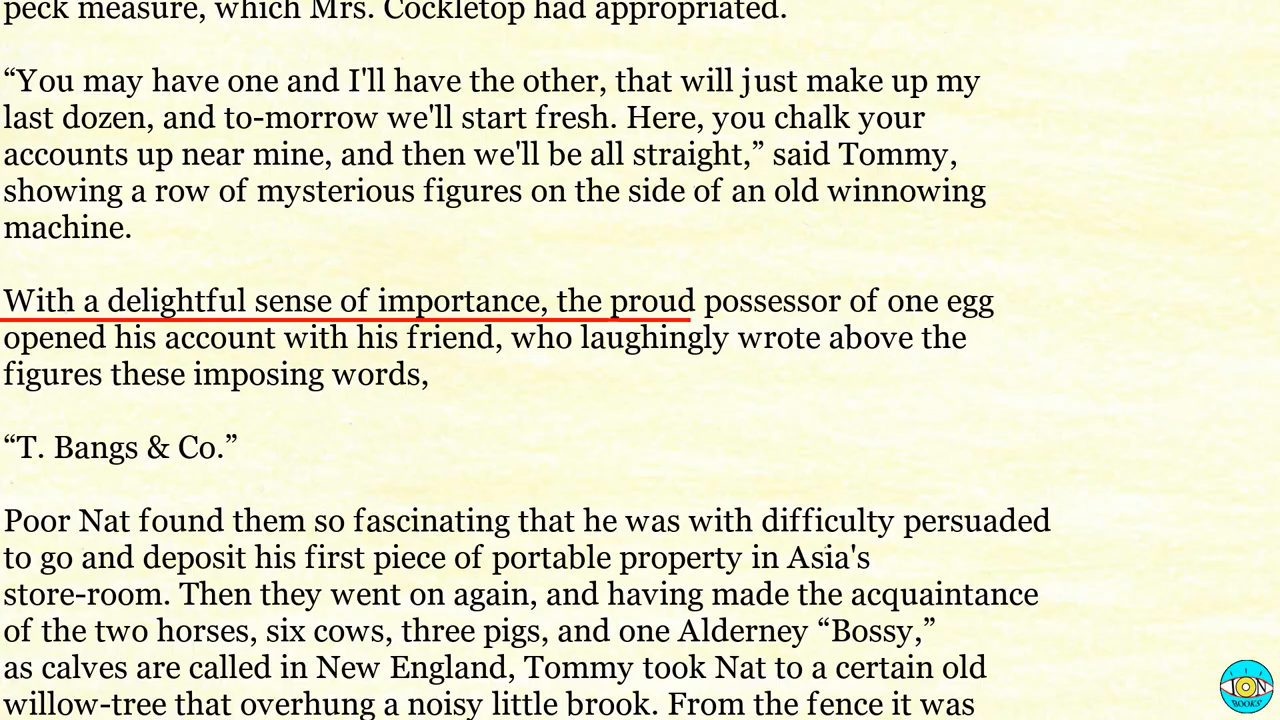 peck measure, which Mrs. Cockletop had appropriated.
“You may have one and I'll have the other, that will just make up my
last dozen, and to-morrow we'll start fresh. Here, you chalk your
accounts up near mine, and then we'll be all straight,” said Tommy,
showing a row of mysterious figures on the side of an old winnowing
machine.
With a delightful sense of importance, the proud possessor of one egg
opened his account with his friend, who laughingly wrote above the
figures these imposing words,
“T. Bangs & Co.”
Poor Nat found them so fascinating that he was with difficulty persuaded
to go and deposit his first piece of portable property in Asia's
store-room. Then they went on again, and having made the acquaintance
of the two horses, six cows, three pigs, and one Alderney “Bossy,”
as calves are called in New England, Tommy took Nat to a certain old
willow-tree that overhung a noisy little brook. From the fence it was
ION
BOOKS